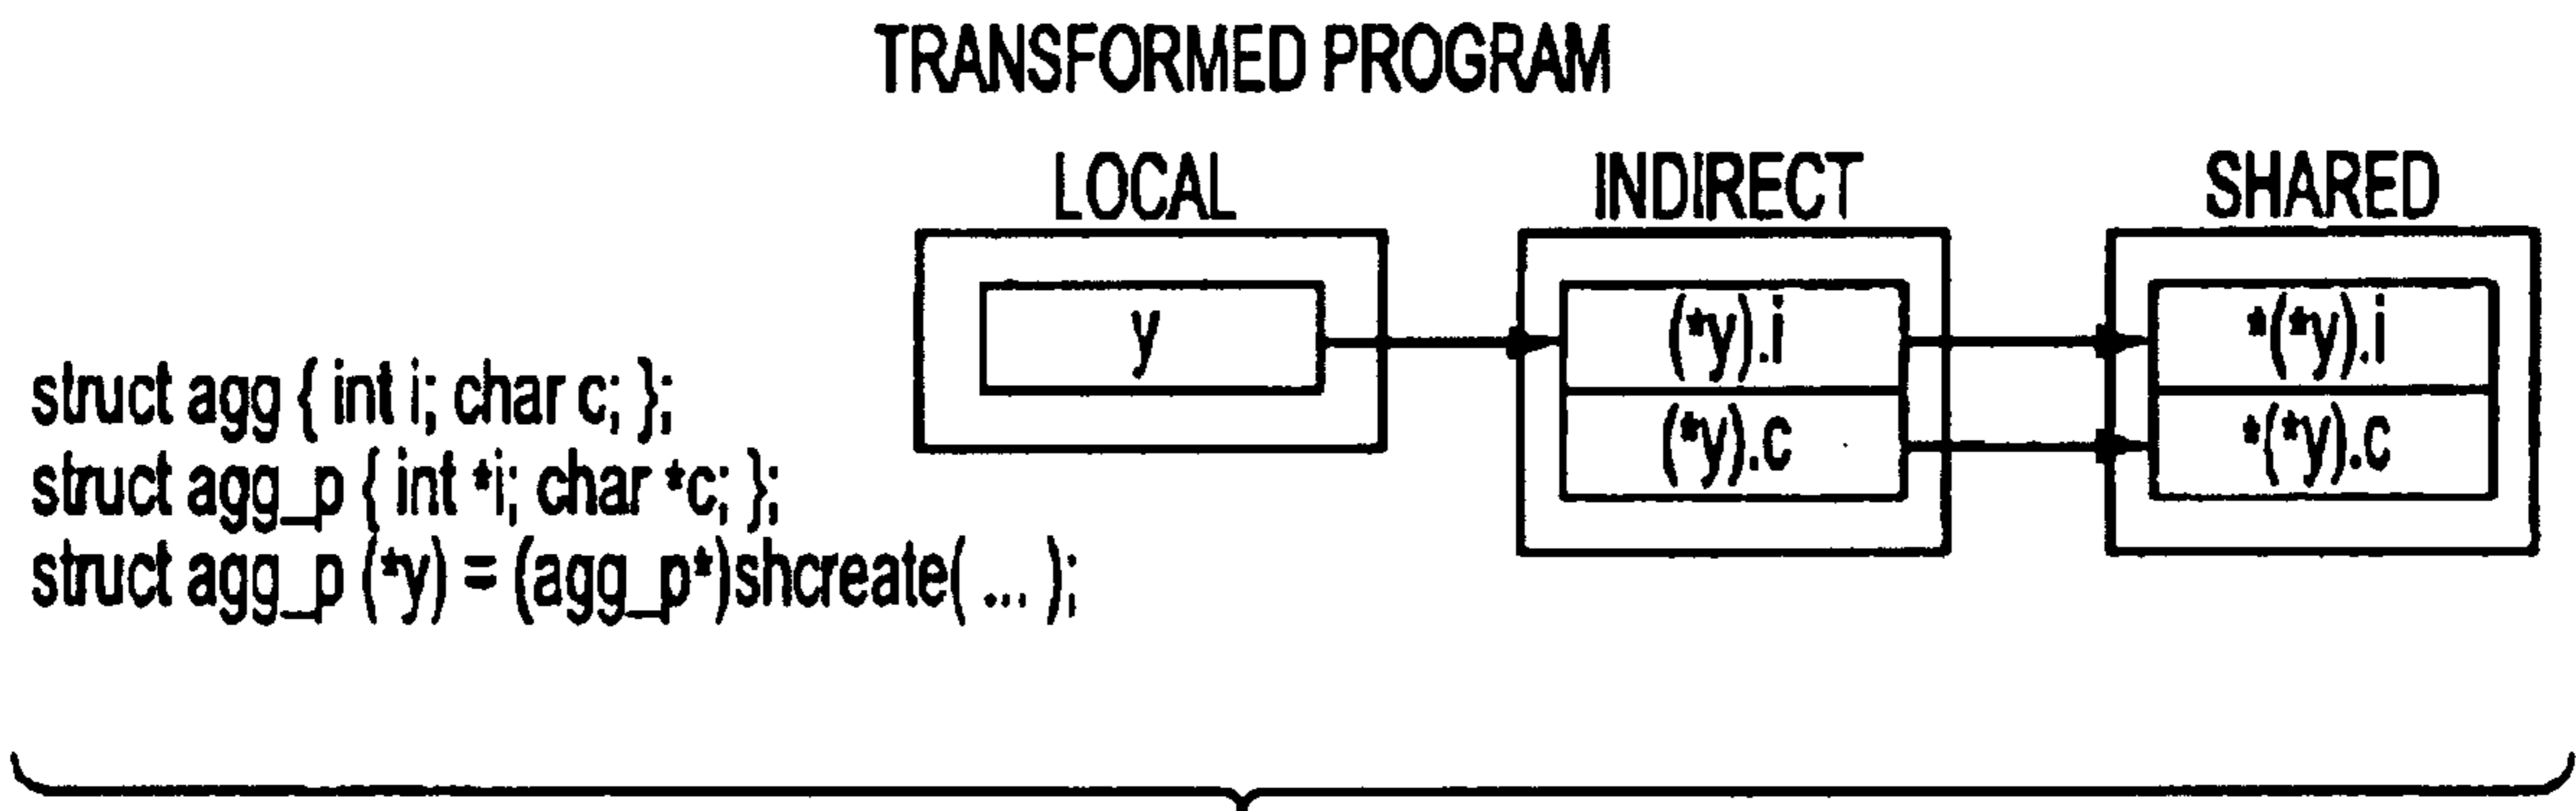 TRANSFORMED PROGRAM
LOCAL INDIRECT SHARED
y (*y).i *(*y).i
(*y).c *(*y).c
struct agg { int i; char c; };
struct agg_p { int *i; char *c; };
struct agg_p (*y) = (agg_p*)shcreate( ... );